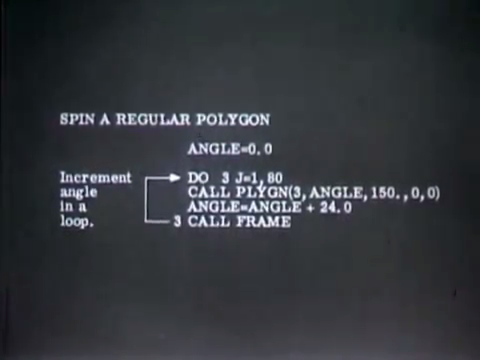 SPIN A REGULAR POLYGON
ANGLE=0.0
Increment DO 3 J=1,80
angle CALL PLYGN(3,ANGLE,150.,0,0)
in a ANGLE=ANGLE + 24.0
loop. 3 CALL FRAME